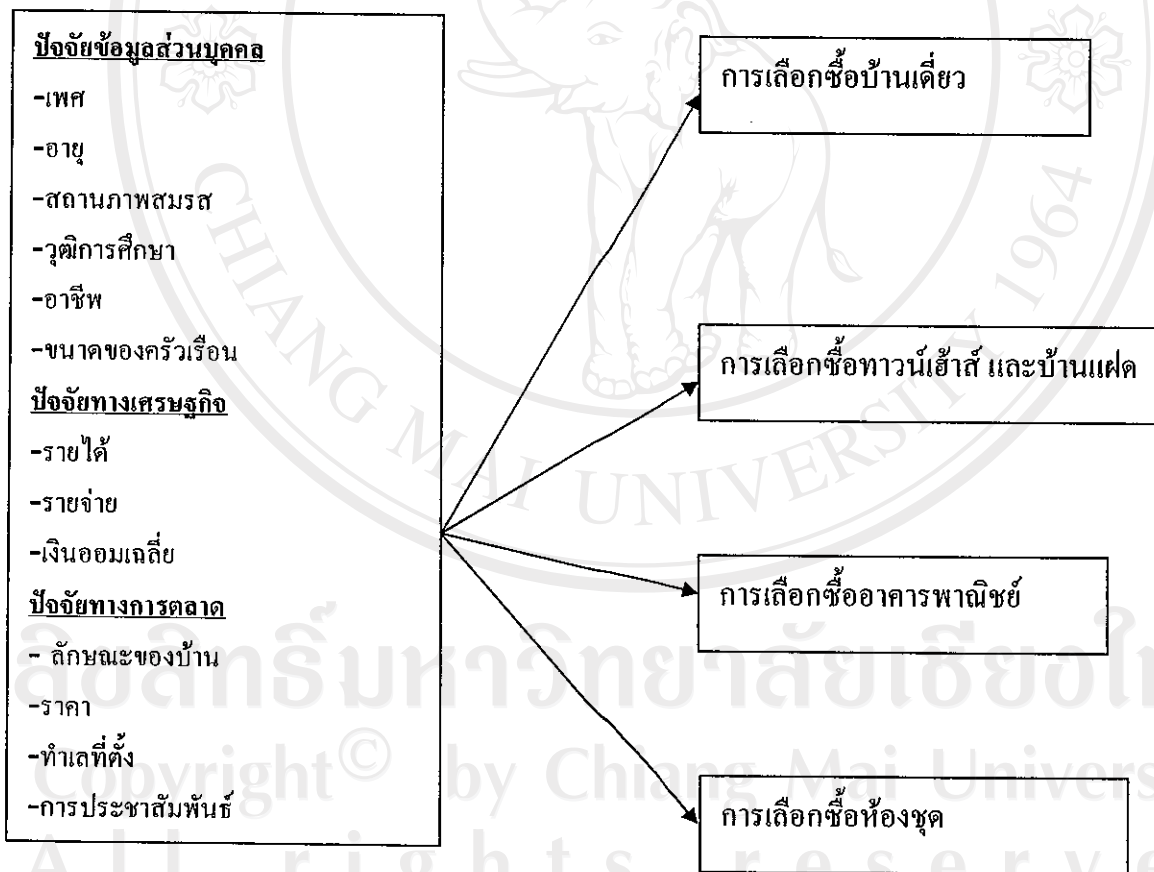 ปัจจัยข้อมูลส่วนบุคคล
-เพศ
-อายุ
-สถานภาพสมรส
-วุฒิการศึกษา
-อาชีพ
-ขนาดของครัวเรือน
ปัจจัยทางเศรษฐกิจ
-รายได้
-รายจ่าย
-เงินออมเฉลี่ย
ปัจจัยทางการตลาด
- ลักษณะของบ้าน
-ราคา
-ทำเลที่ตั้ง
-การประชาสัมพันธ์
การเลือกซื้อบ้านเดี่ยว
การเลือกซื้อทาวน์เฮ้าส์ และบ้านแฝด
การเลือกซื้ออาคารพาณิชย์
การเลือกซื้อห้องชุด
CHIANG MAI UNIVERSITY 1964
ลิขสิทธิ์มหาวิทยาลัยเชียงให
Copyright© by Chiang Mai Univers
All rights reserve